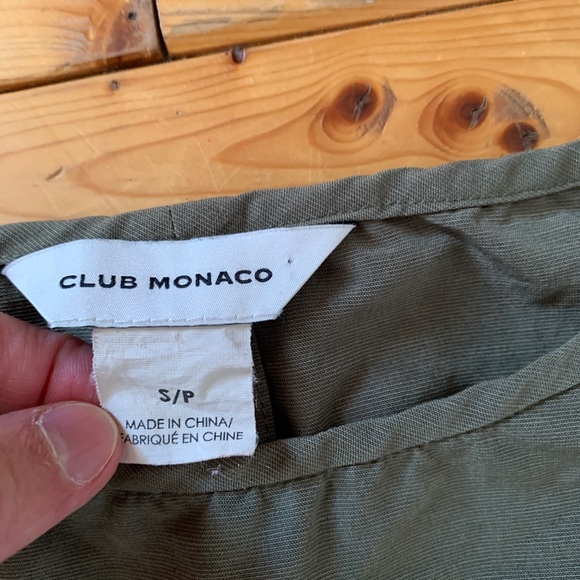 CLUB MONACO
S/P
MADE IN CHINA/
FABRIQUÉ EN CHINE